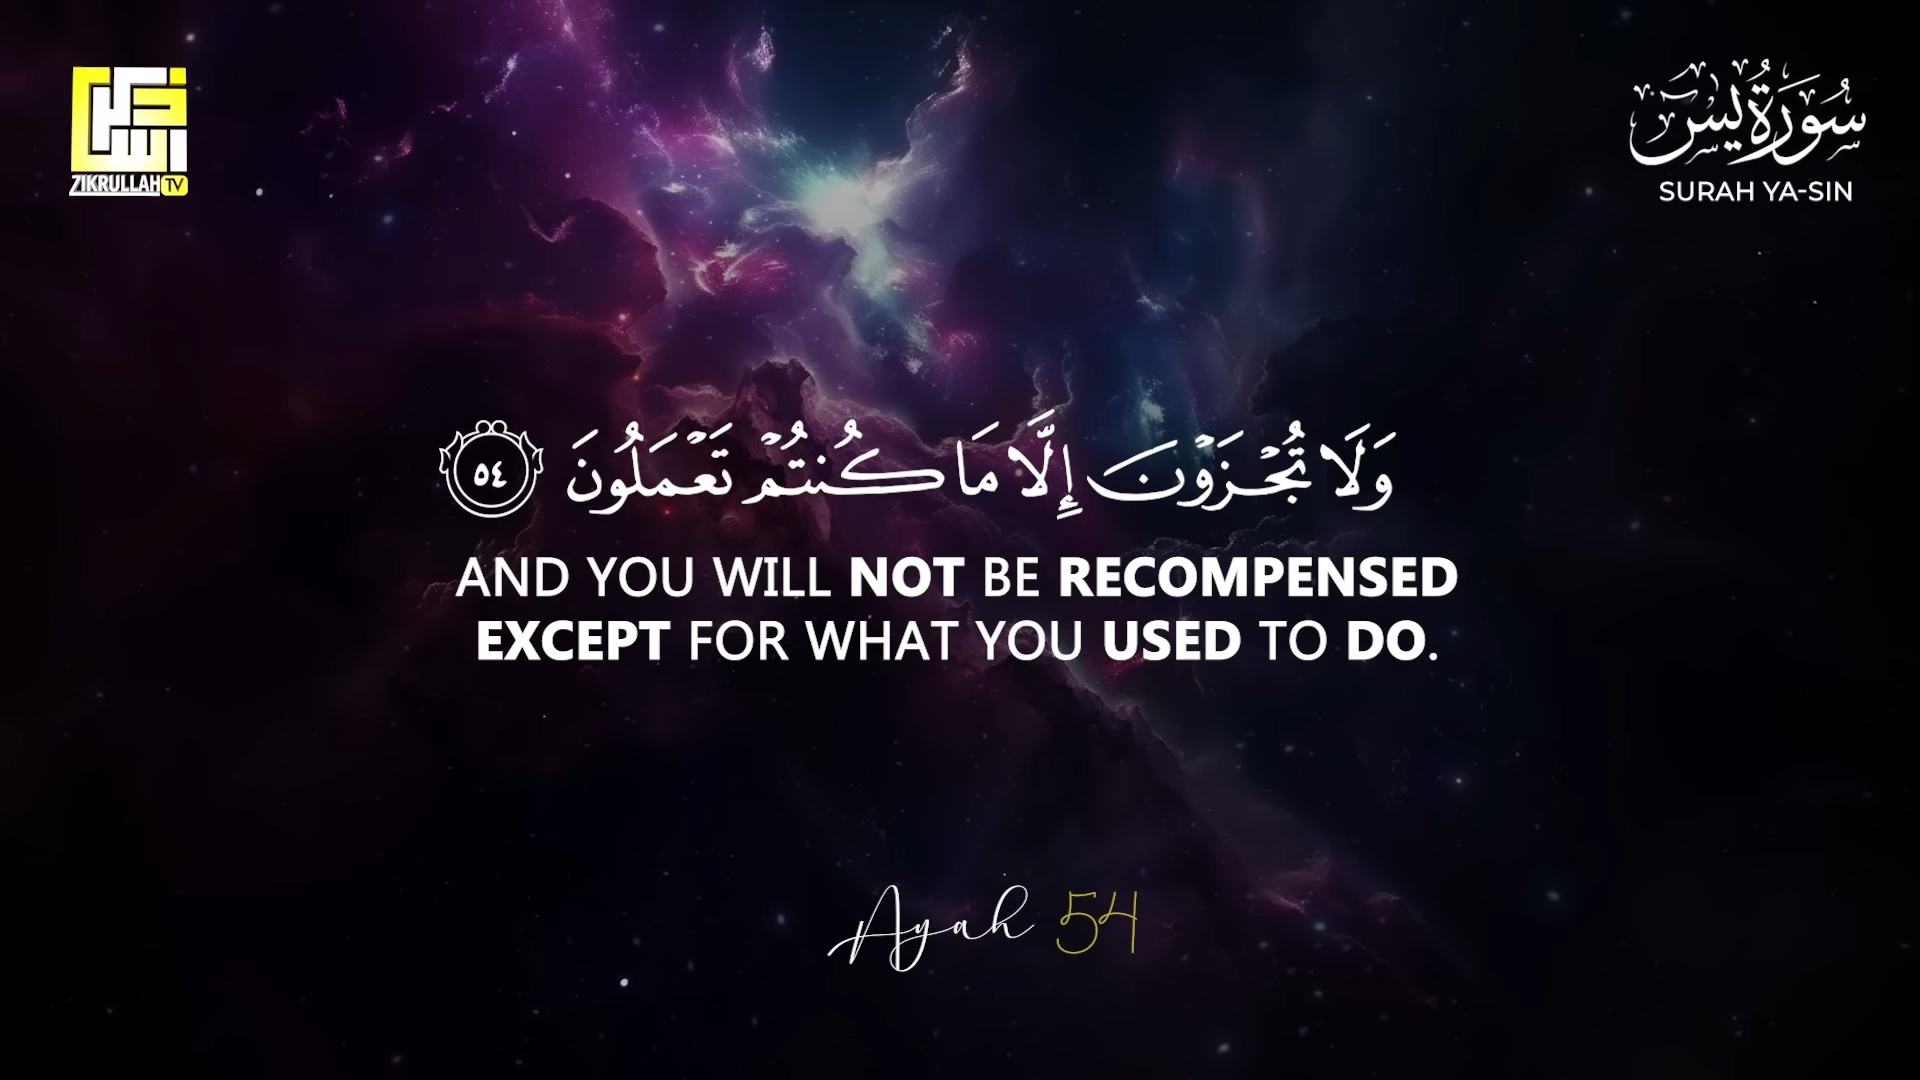 ZIKRULLAH TV
سُورَةُ يسٓ
SURAH YA-SIN
وَلَا تُجْزَوْنَ إِلَّا مَا كُنتُمْ تَعْمَلُونَ ٥٤
AND YOU WILL NOT BE RECOMPENSED
EXCEPT FOR WHAT YOU USED TO DO.
Ayah 54